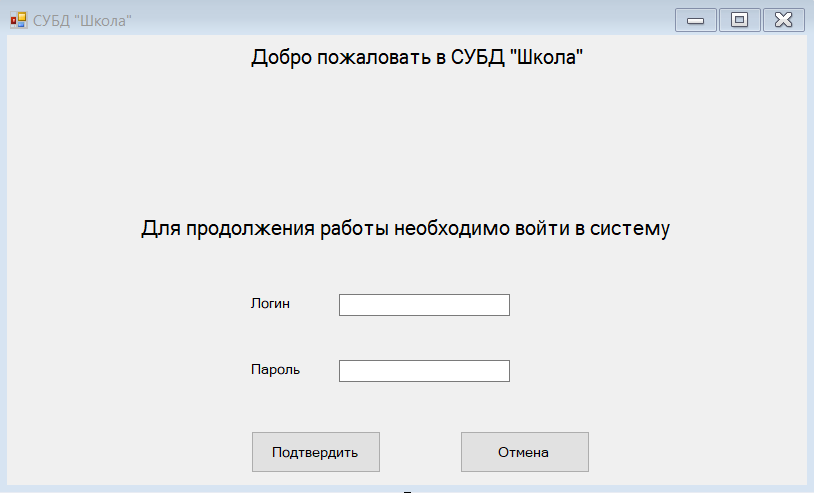 СУБД "Школа"
Добро пожаловать в СУБД "Школа"
Для продолжения работы необходимо войти в систему
Логин
Пароль
Подтвердить Отмена